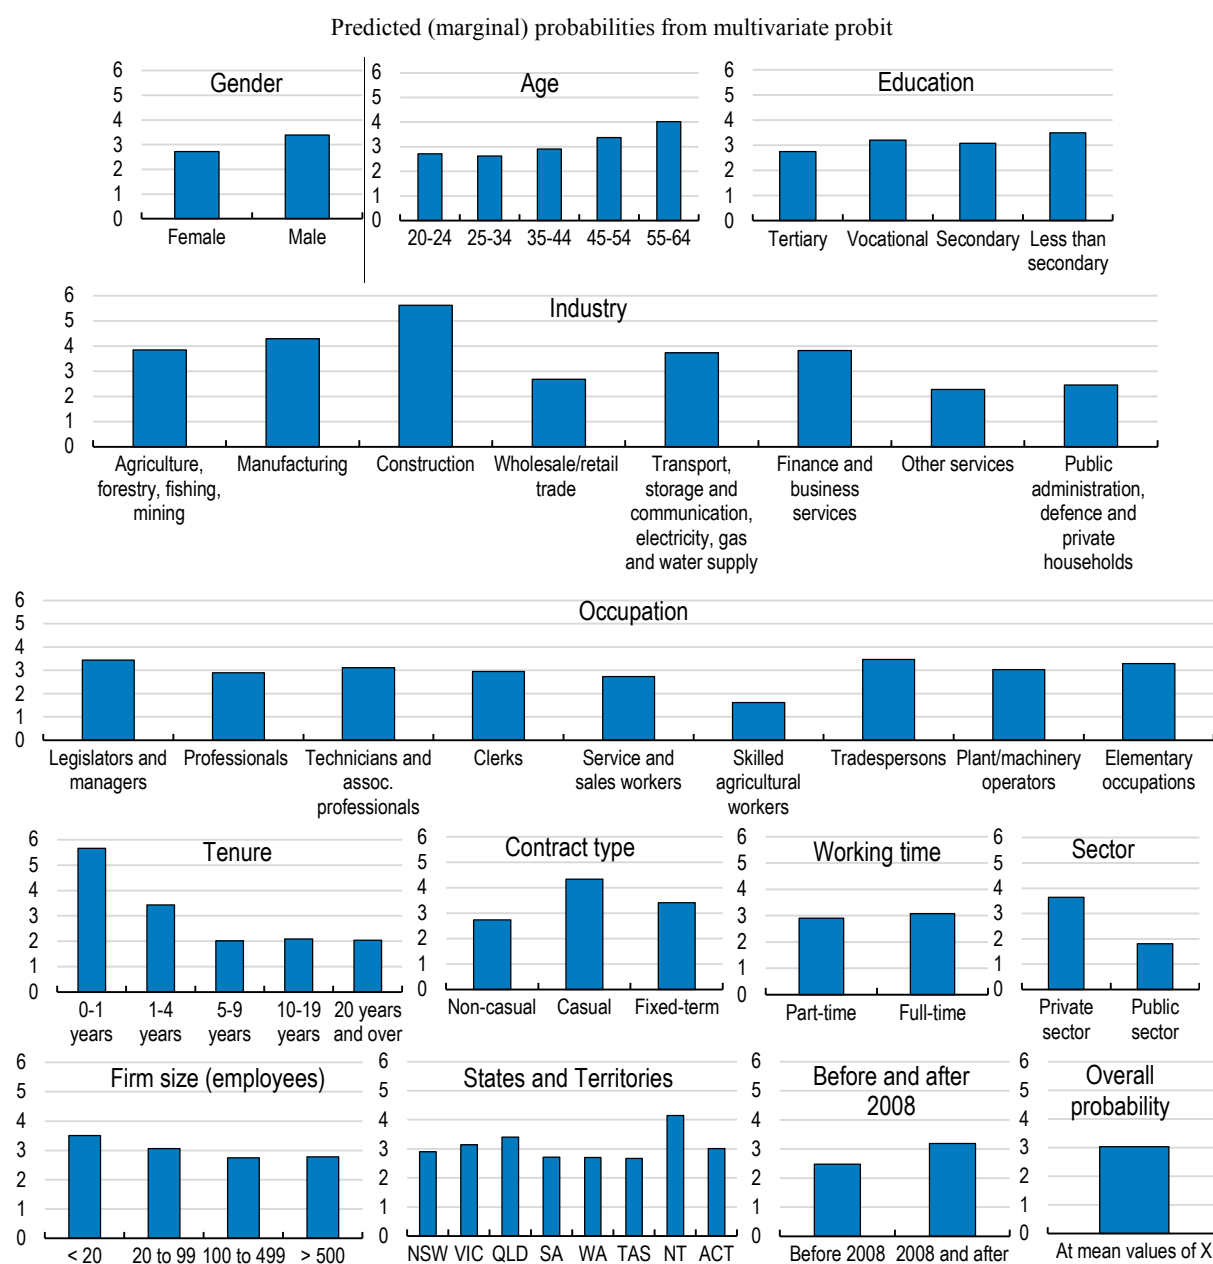 Predicted (marginal) probabilities from multivariate probit
Gender
6
5
4
3
2
1
0
Female Male
Age
6
5
4
3
2
1
0
20-24 25-34 35-44 45-54 55-64
Education
6
5
4
3
2
1
0
Tertiary Vocational Secondary Less than
secondary
Industry
6
5
4
3
2
1
0
Agriculture,
forestry, fishing,
mining
Manufacturing
Construction
Wholesale/retail
trade
Transport,
storage and
communication,
electricity, gas
and water supply
Finance and
business
services
Other services
Public
administration,
defence and
private
households
Occupation
6
5
4
3
2
1
0
Legislators and
managers
Professionals
Technicians and
assoc.
professionals
Clerks
Service and
sales workers
Skilled
agricultural
workers
Tradespersons
Plant/machinery
operators
Elementary
occupations
Tenure
6
5
4
3
2
1
0
0-1
years
1-4
years
5-9
years
10-19
years
20 years
and over
Contract type
6
5
4
3
2
1
0
Non-casual Casual Fixed-term
Working time
6
5
4
3
2
1
0
Part-time Full-time
Sector
6
5
4
3
2
1
0
Private
sector
Public
sector
Firm size (employees)
6
5
4
3
2
1
0
< 20 20 to 99 100 to 499 > 500
States and Territories
6
5
4
3
2
1
0
NSW VIC QLD SA WA TAS NT ACT
Before and after
2008
6
5
4
3
2
1
0
Before 2008 2008 and after
Overall
probability
6
5
4
3
2
1
0
At mean values of X